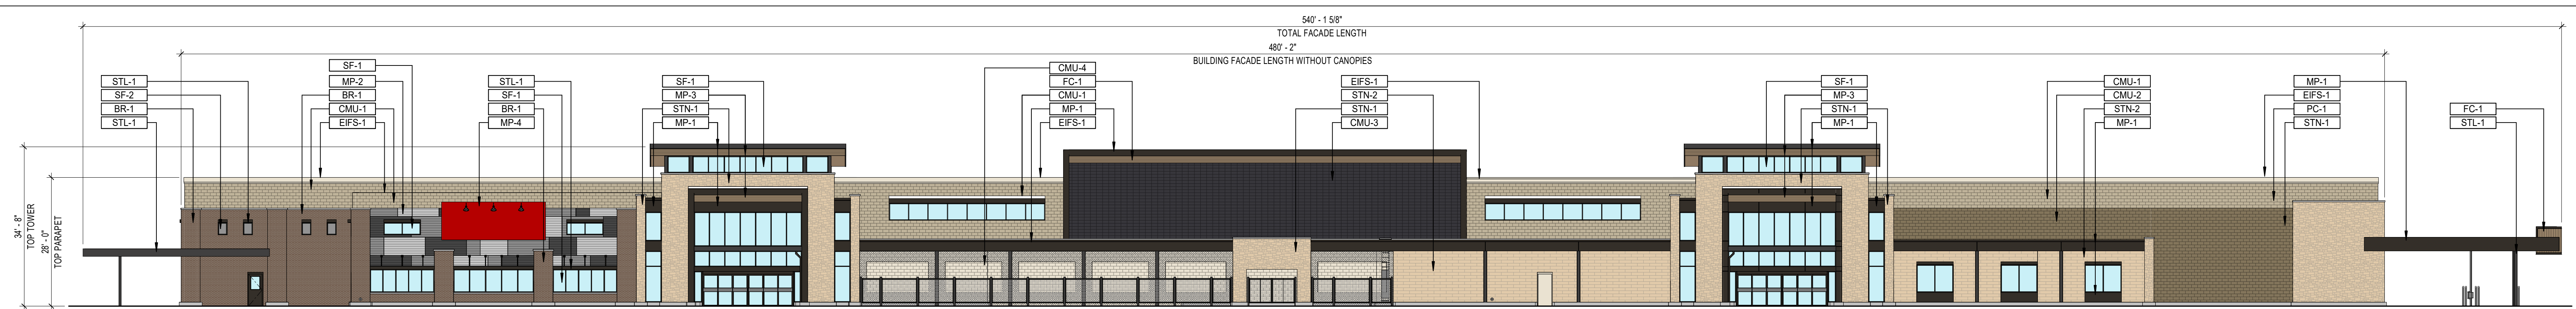 540' - 1 5/8"
TOTAL FACADE LENGTH
480' - 2"
BUILDING FACADE LENGTH WITHOUT CANOPIES
STL-1
SF-2
BR-1
STL-1
SF-1
MP-2
BR-1
CMU-1
EIFS-1
STL-1
SF-1
BR-1
MP-4
SF-1
MP-3
STN-1
MP-1
CMU-4
FC-1
CMU-1
MP-1
EIFS-1
EIFS-1
STN-2
STN-1
CMU-3
SF-1
MP-3
STN-1
MP-1
CMU-1
CMU-2
STN-2
MP-1
MP-1
EIFS-1
PC-1
STN-1
FC-1
STL-1
34' - 8"
TOP TOWER
28' - 0"
TOP PARAPET